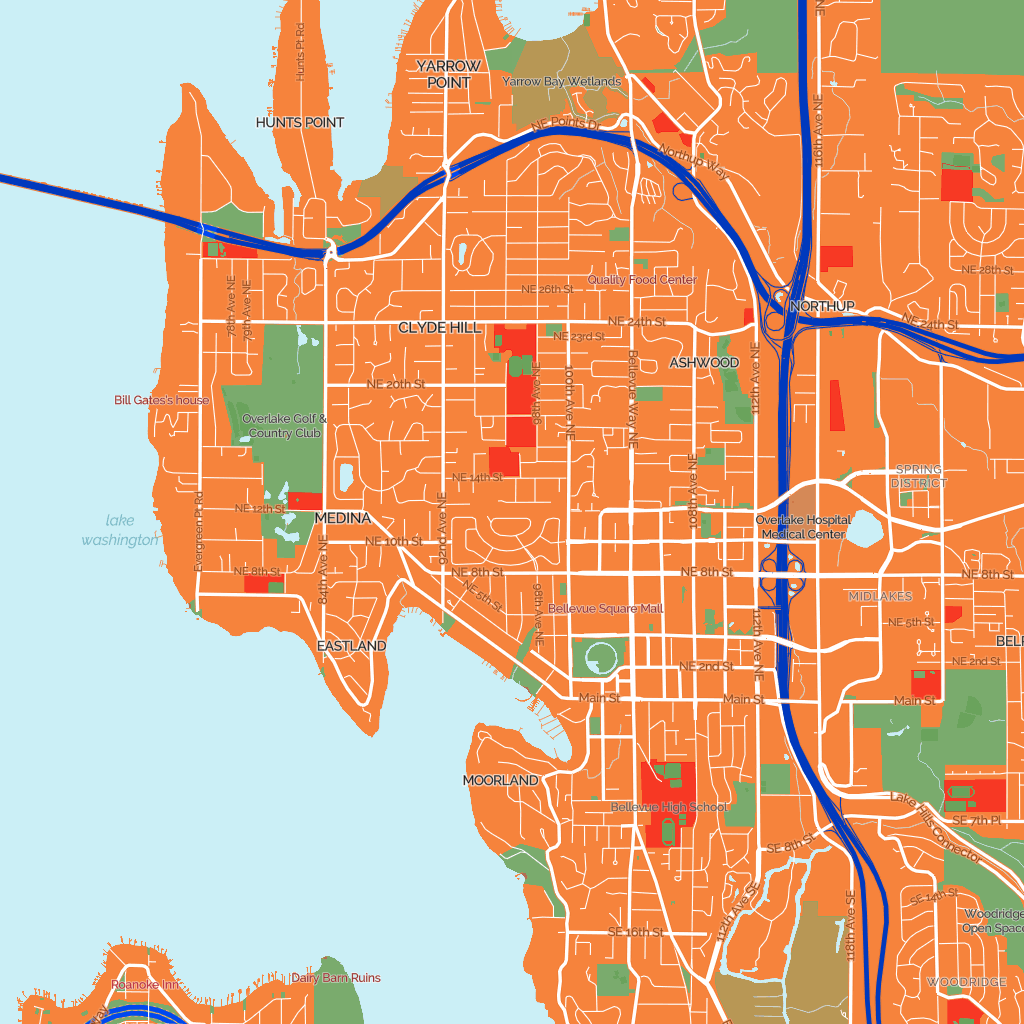 Hunts Pt Rd
YARROW
POINT
Yarrow Bay Wetlands
HUNTS POINT
NE Points Dr
Northup Way
116th Ave NE
NE
NE 28th St
78th Ave NE
79th Ave NE
NE 26th St
Quality Food Center
NORTHUP
NE 24th St
CLYDE HILL
NE 24th St
NE 23rd St
ASHWOOD
NE 20th St
98th Ave NE
100th Ave NE
Bellevue Way NE
112th Ave NE
Bill Gates's house
Overlake Golf &
Country Club
NE 14th St
SPRING
DISTRICT
108th Ave NE
Evergreen Pt Rd
NE 12th St
MEDINA
92nd Ave NE
lake
washington
Overlake Hospital
Medical Center
NE 10th St
NE 8th St
84th Ave NE
NE 8th St
NE 8th St
NE 8th St
NE 5th St
98th Ave NE
MIDLAKES
Bellevue Square Mall
NE 5th St
112th Ave NE
EASTLAND
BELF
NE 2nd St
NE 2nd St
Main St
Main St
Main St
MOORLAND
Bellevue High School
Lake Hills Connector
SE 7th Pl
SE 8th St
112th Ave SE
118th Ave SE
SE 14th St
Woodridge
Open Space
SE 16th St
Dairy Barn Ruins
Roanoke Inn
WOODRIDGE